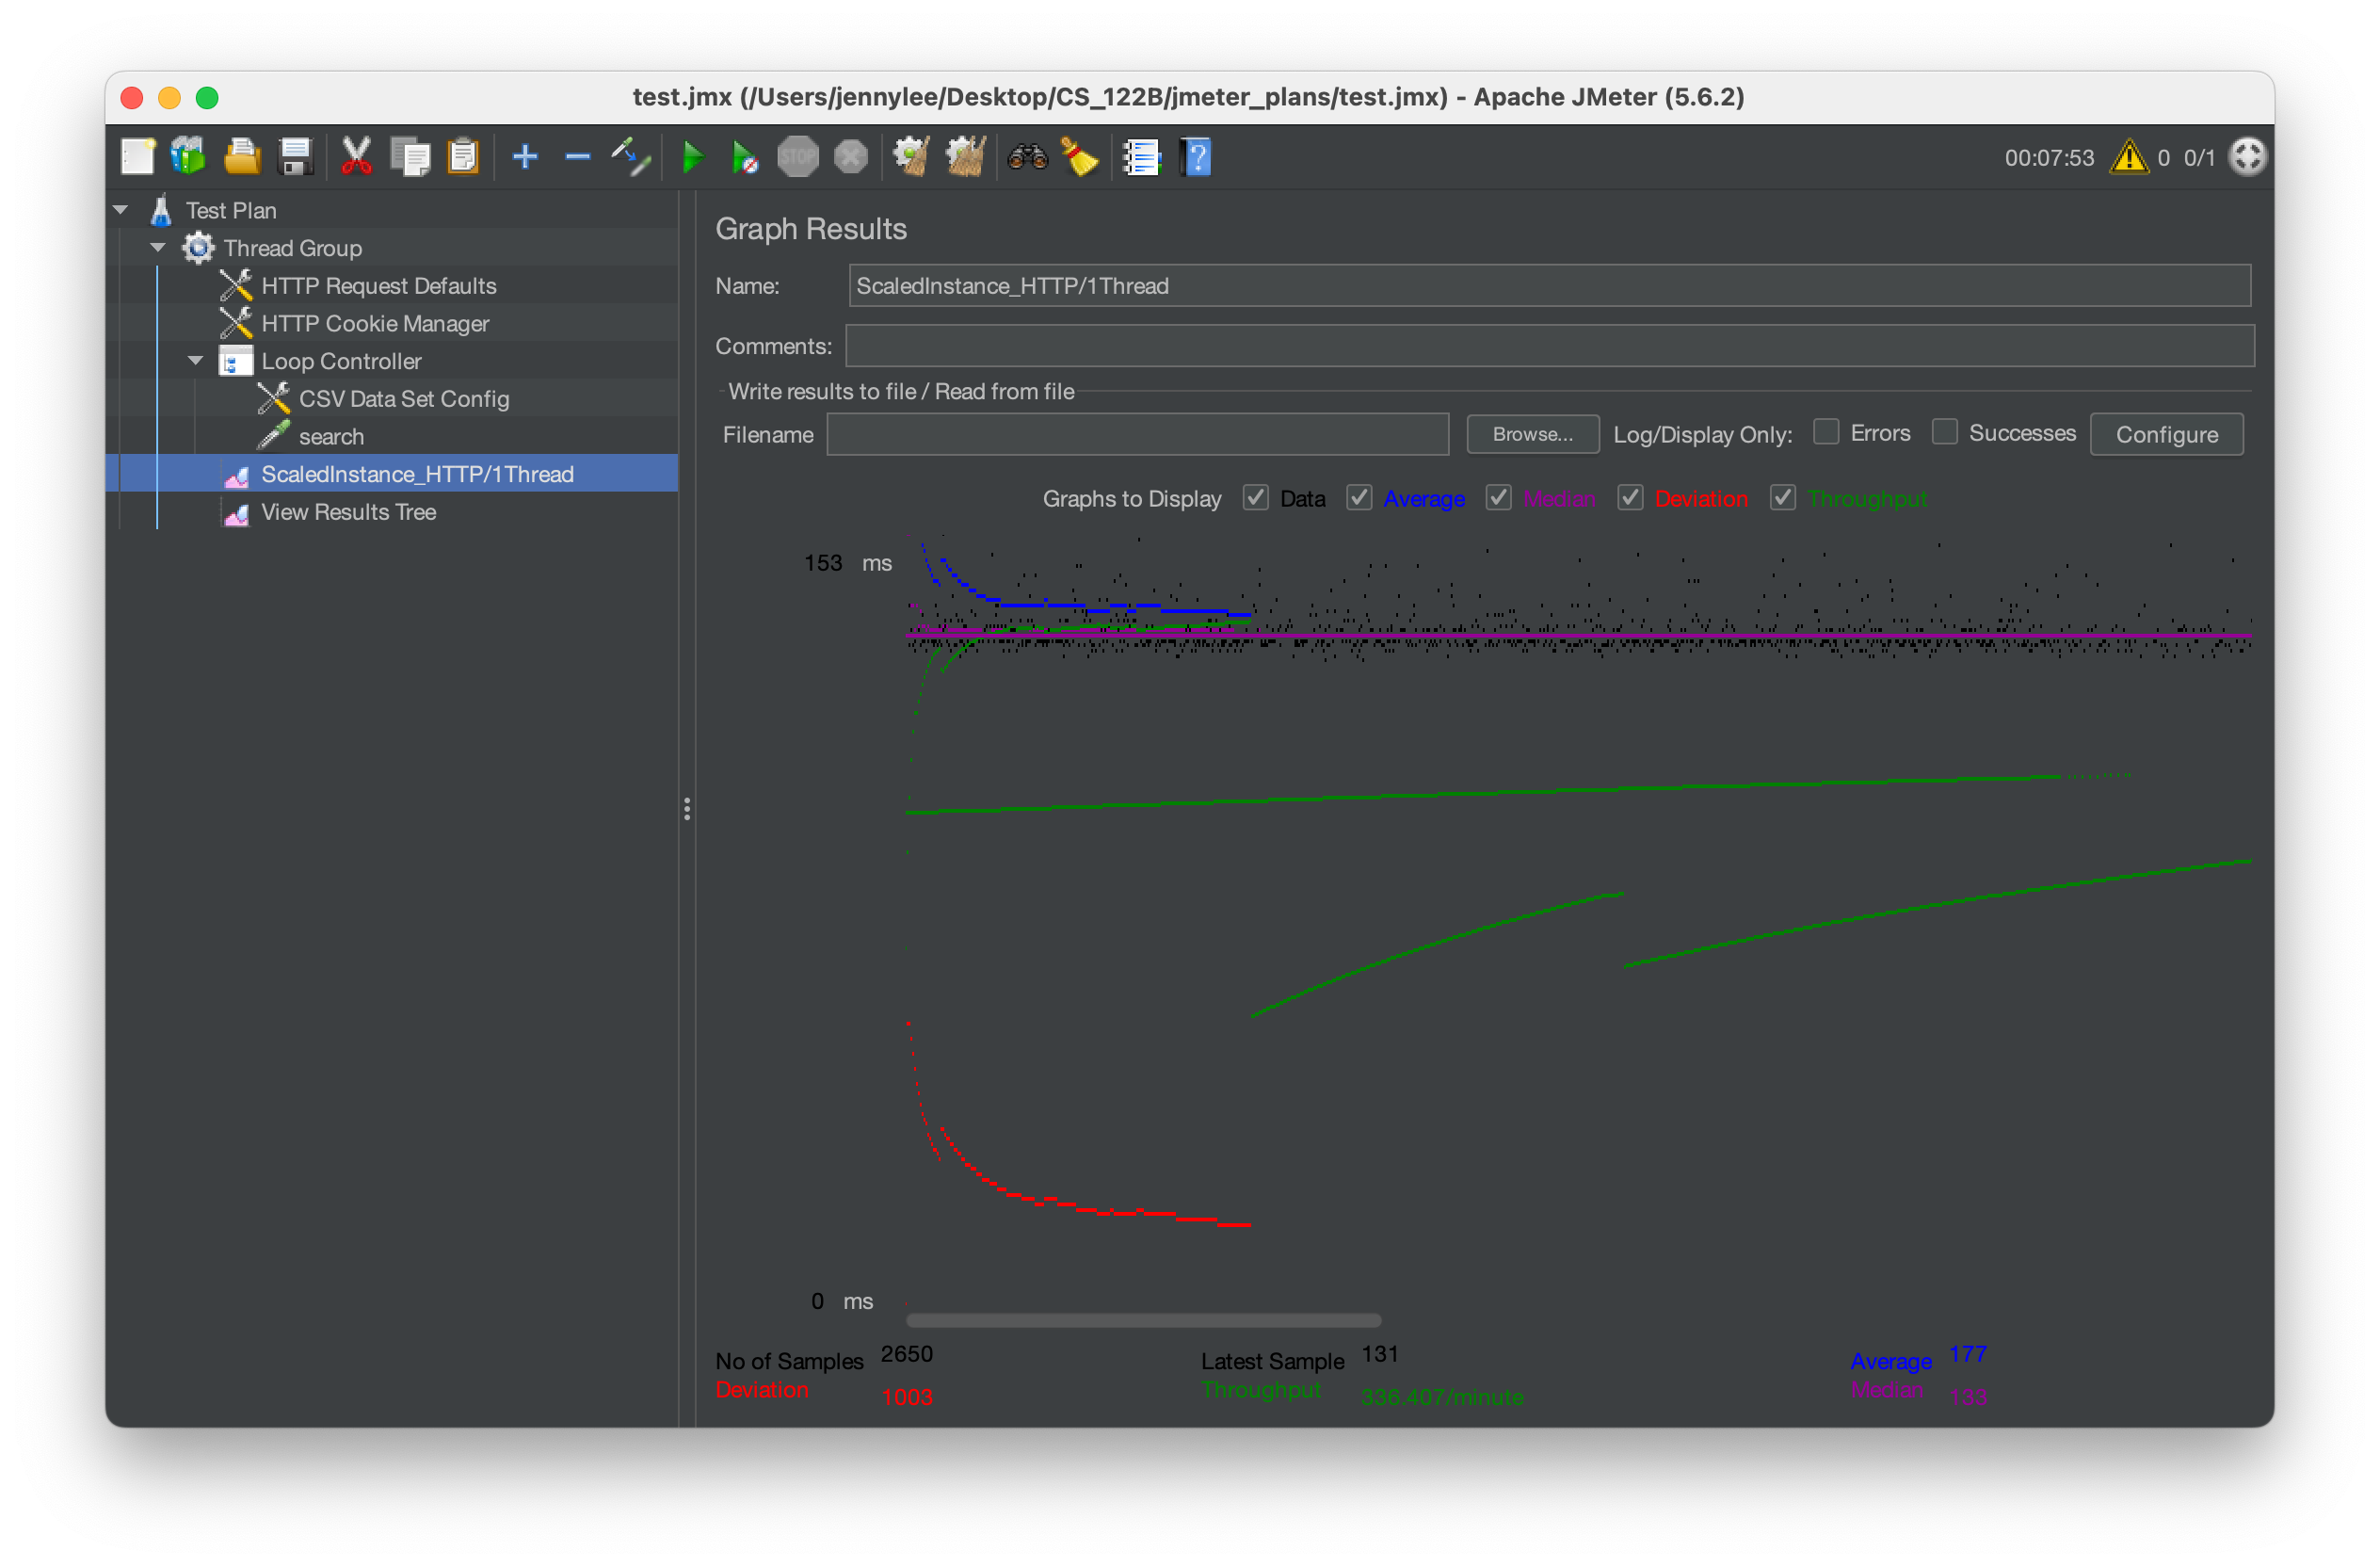 test.jmx (/Users/jennylee/Desktop/CS_122B/jmeter_plans/test.jmx) - Apache JMeter (5.6.2)
STOP
00:07:53 0 0/1
Test Plan
Thread Group
HTTP Request Defaults
HTTP Cookie Manager
Loop Controller
CSV Data Set Config
search
ScaledInstance_HTTP/1Thread
View Results Tree
Graph Results
Name: ScaledInstance_HTTP/1Thread
Comments:
Write results to file / Read from file
Filename Browse... Log/Display Only: Errors Successes Configure
Graphs to Display Data Average Median Deviation Throughput
153 ms
0 ms
No of Samples 2650 Latest Sample 131 Average 177
Deviation 1003 Throughput 336.407/minute Median 133